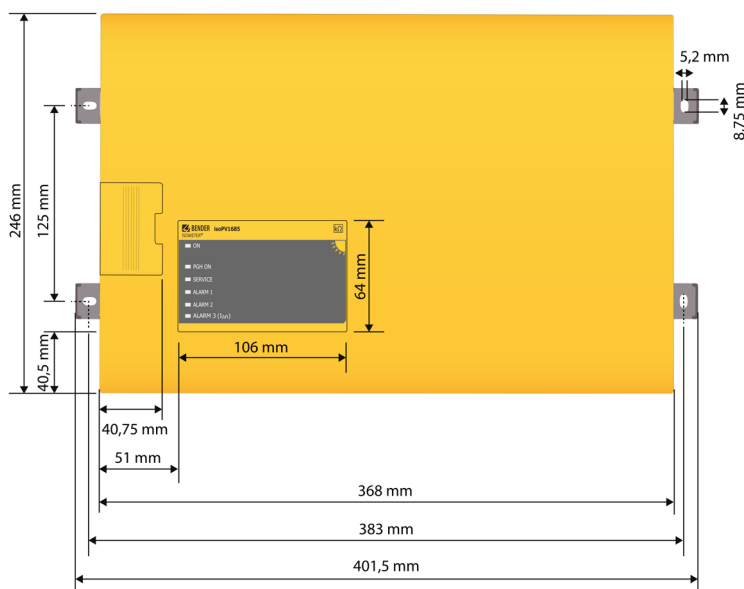 5,2 mm
8,75 mm
246 mm
125 mm
BENDER isoPV1685 kΩ
ISOMETER®
ON
PGH ON
SERVICE
ALARM 1
ALARM 2
ALARM 3 (I∆n)
64 mm
106 mm
40,5 mm
40,75 mm
51 mm
368 mm
383 mm
401,5 mm